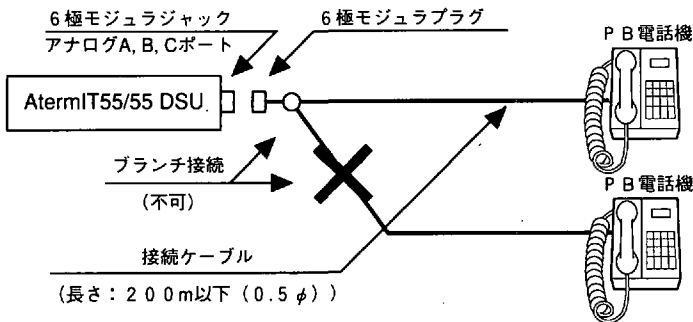 6極モジュラジャック
アナログA, B, Cポート
6極モジュラプラグ
PB電話機
AtermIT55/55 DSU
ブランチ接続
(不可)
PB電話機
接続ケーブル
(長さ：200m以下（0.5φ）)